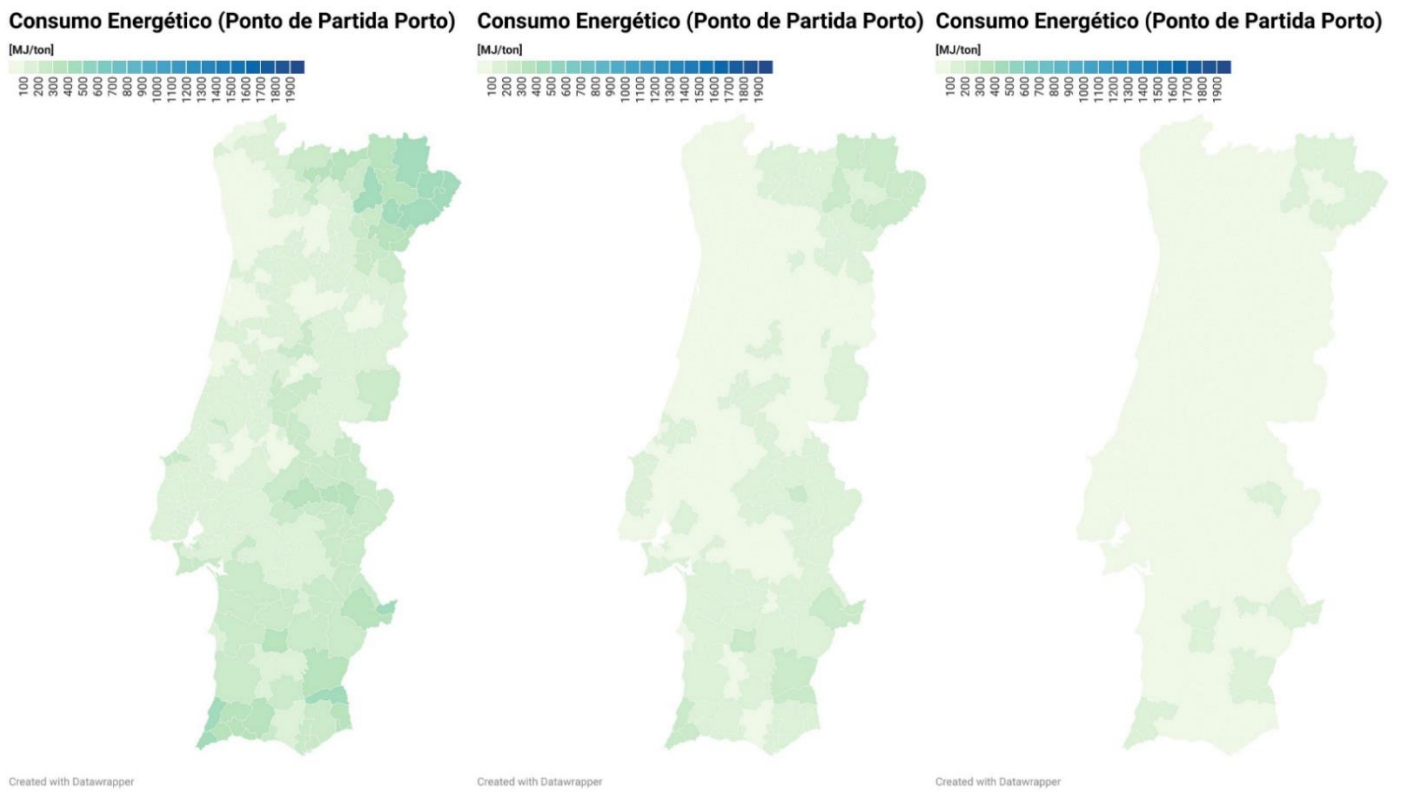 Consumo Energético (Ponto de Partida Porto)
[MJ/ton]
100 200 300 400 500 600 700 800 900 1000 1100 1200 1300 1400 1500 1600 1700 1800 1900
Created with Datawrapper
Consumo Energético (Ponto de Partida Porto)
[MJ/ton]
100 200 300 400 500 600 700 800 900 1000 1100 1200 1300 1400 1500 1600 1700 1800 1900
Created with Datawrapper
Consumo Energético (Ponto de Partida Porto)
[MJ/ton]
100 200 300 400 500 600 700 800 900 1000 1100 1200 1300 1400 1500 1600 1700 1800 1900
Created with Datawrapper